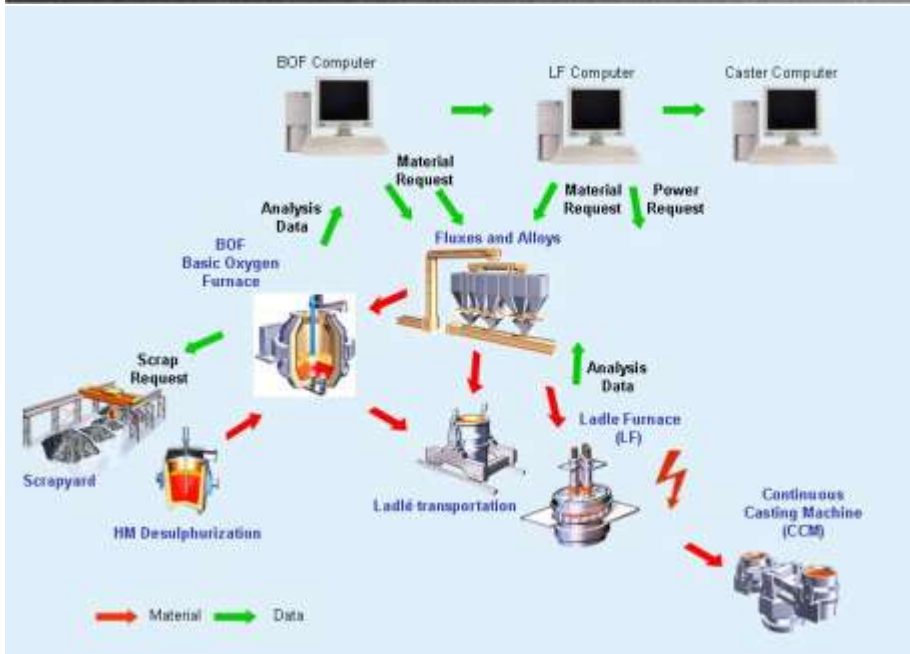 BOF Computer
LF Computer
Caster Computer
Material
Request
Material
Request
Power
Request
Analysis
Data
Fluxes and Alloys
BOF
Basic Oxygen
Furnace
Scrap
Request
Analysis
Data
Ladle Furnace
(LF)
Scrapyard
Ladlé transportation
HM Desulphurization
Continuous
Casting Machine
(CCM)
Material
Data